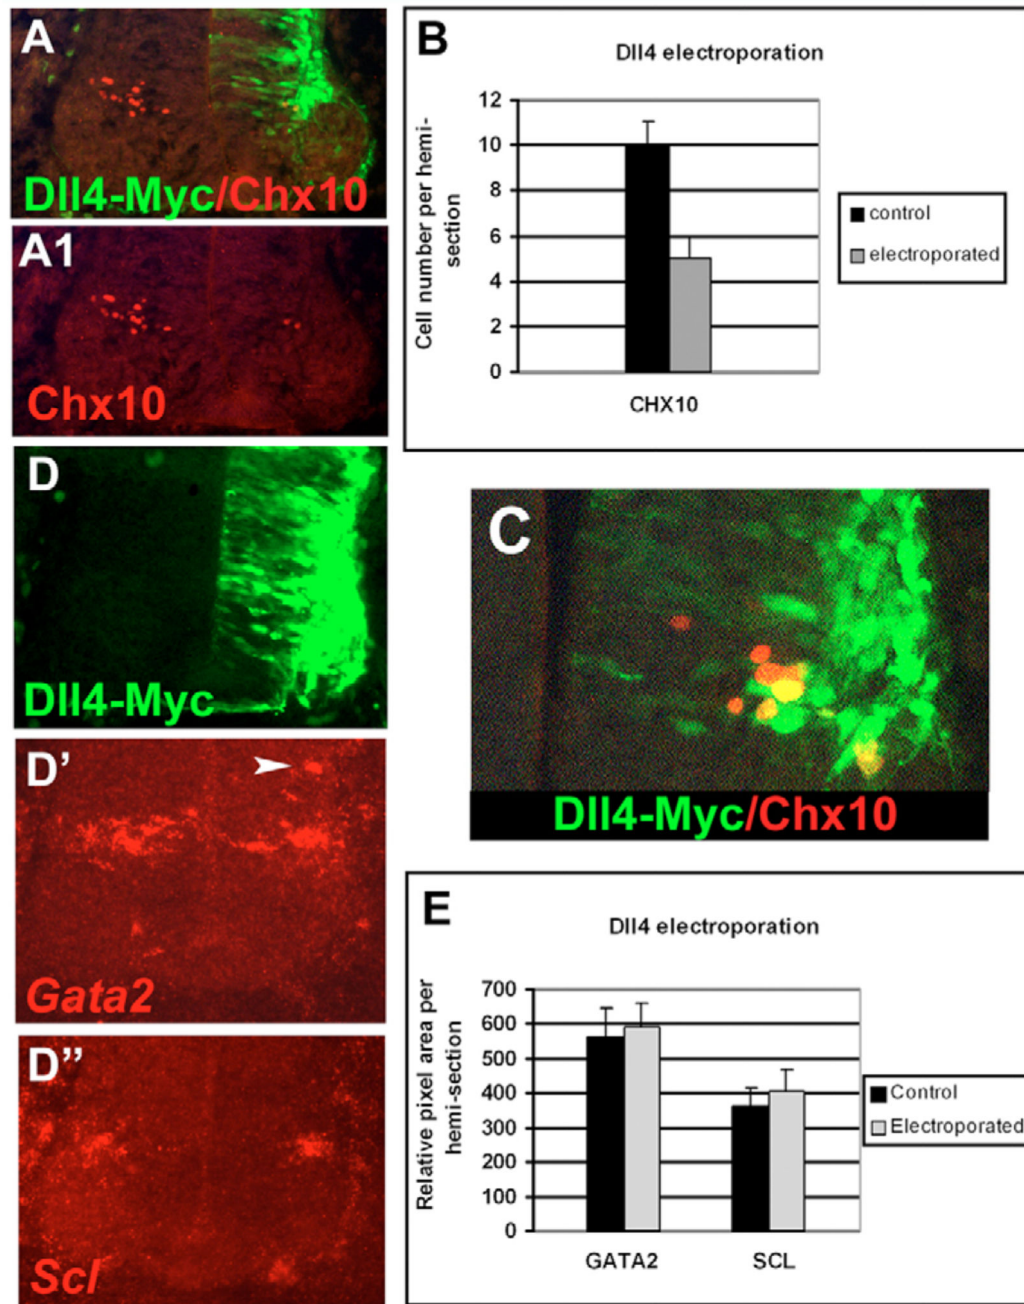 A
Dll4-Myc/Chx10
A1
Chx10
B
Dll4 electroporation
Cell number per hemi-
section
12
10
8
6
4
2
0
CHX10
control
electroporated
D
Dll4-Myc
C
Dll4-Myc/Chx10
D’
Gata2
D”
Scl
E
Dll4 electroporation
Relative pixel area per
hemi-section
700
600
500
400
300
200
100
0
GATA2
SCL
Control
Electroporated